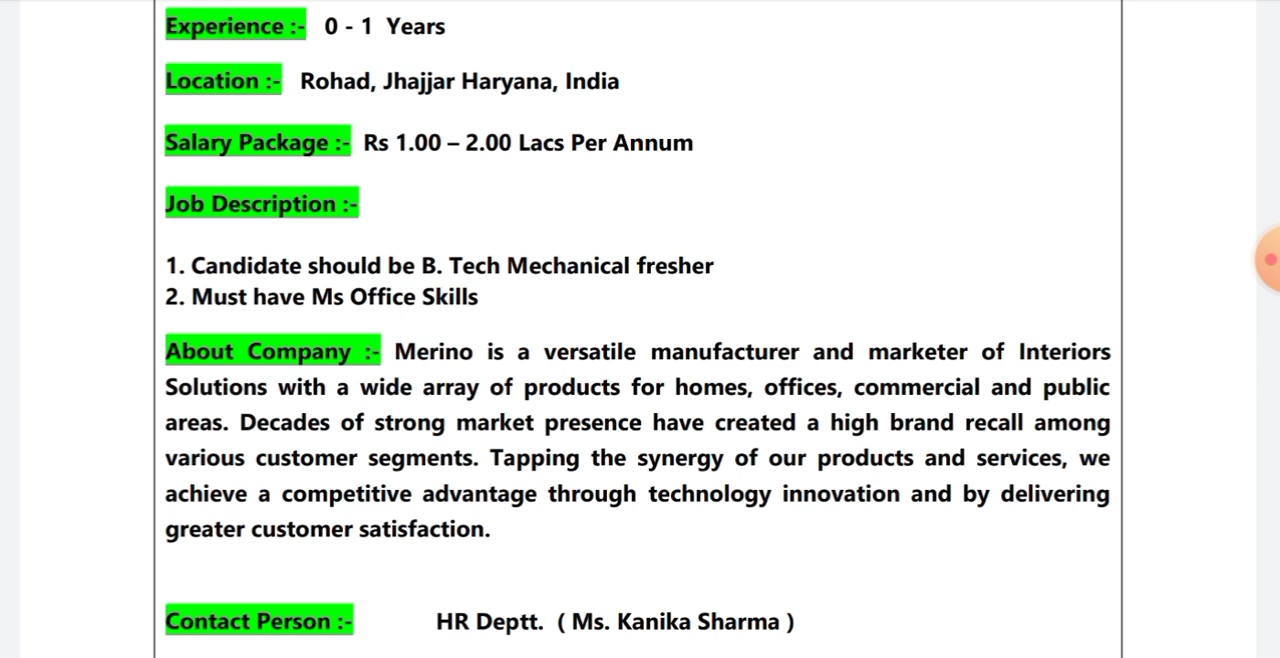 Experience :- 0 - 1 Years
Location :- Rohad, Jhajjar Haryana, India
Salary Package :- Rs 1.00 – 2.00 Lacs Per Annum
Job Description :-
1. Candidate should be B. Tech Mechanical fresher
2. Must have Ms Office Skills
About Company :- Merino is a versatile manufacturer and marketer of Interiors
Solutions with a wide array of products for homes, offices, commercial and public
areas. Decades of strong market presence have created a high brand recall among
various customer segments. Tapping the synergy of our products and services, we
achieve a competitive advantage through technology innovation and by delivering
greater customer satisfaction.
Contact Person :- HR Deptt. ( Ms. Kanika Sharma )